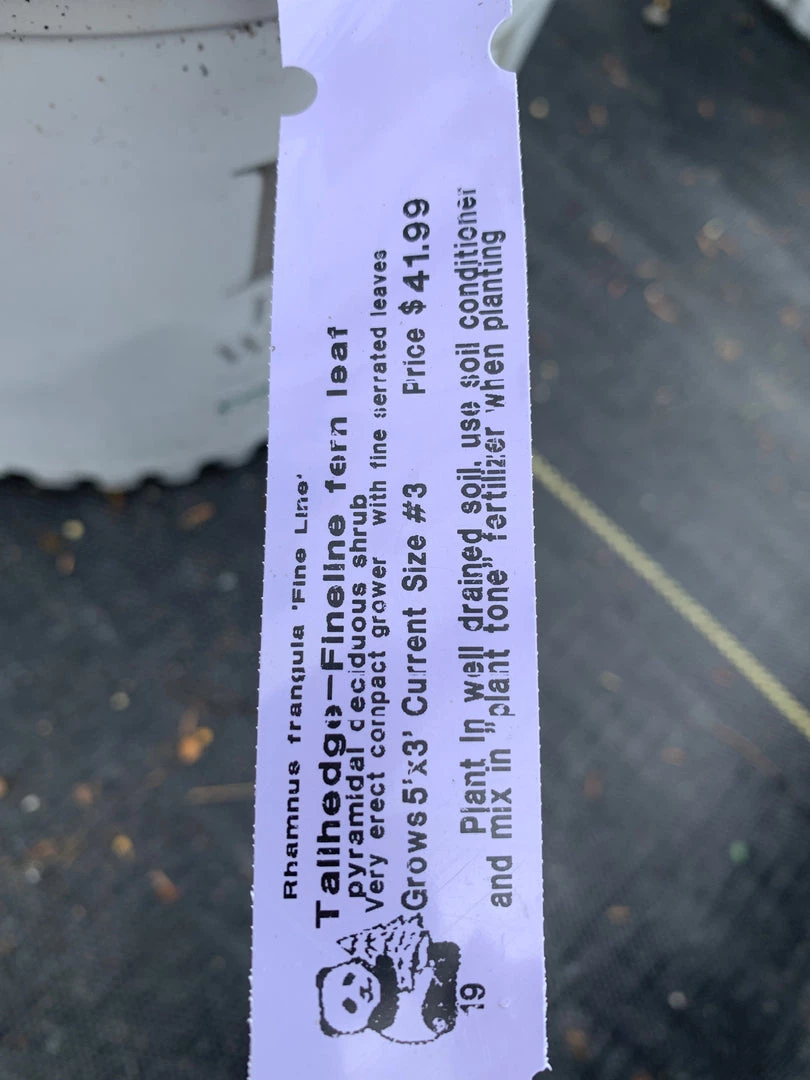 Rhamnus frangula 'Fine Line'
Tallhedge-Fineline fern leaf
pyramidal deciduous shrub
Very erect compact grower with fine serrated leaves
Grows 5'x3' Current Size #3 Price $41.99
Plant In well drained soil, use soil conditioner
and mix in "plant tone" fertilizer when planting
19